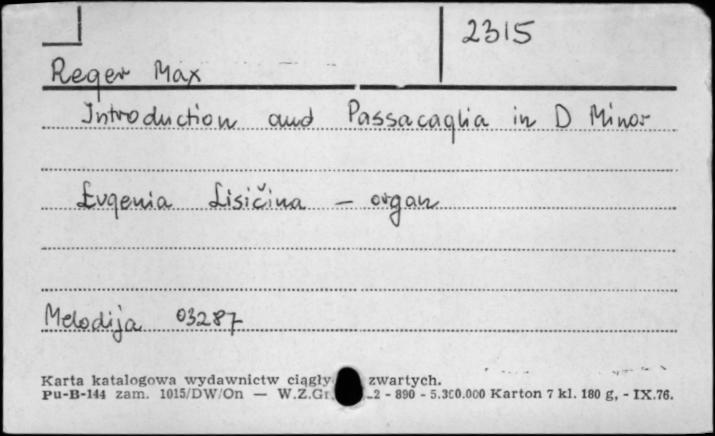 2315
Reger Max
Introduction and Passacaglia in D Minor
Evgenia Lisičina - organ
Melodija 03287
Karta katalogowa wydawnictw ciągły zwartych.
Pu-B-144 zam. 1015/DW/On — W.Z.Gr. 2 - 890 - 5.300.000 Karton 7 kl. 180 g, - IX.76.